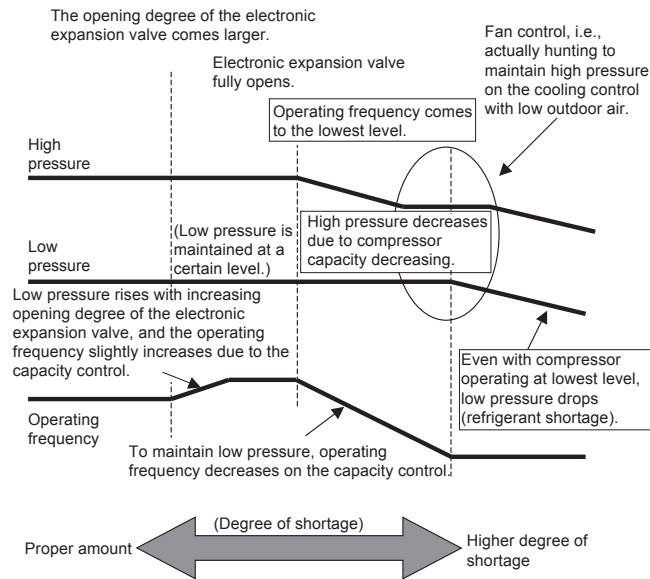 The opening degree of the electronic
expansion valve comes larger.
Electronic expansion valve
fully opens.
Fan control, i.e.,
actually hunting to
maintain high pressure
on the cooling control
with low outdoor air.
Operating frequency comes
to the lowest level.
High
pressure
(Low pressure is
maintained at a
certain level.)
High pressure decreases
due to compressor
capacity decreasing.
Low
pressure
Low pressure rises with increasing
opening degree of the electronic
expansion valve, and the operating
frequency slightly increases due to the
capacity control.
Even with compressor
operating at lowest level,
low pressure drops
(refrigerant shortage).
Operating
frequency
To maintain low pressure, operating
frequency decreases on the capacity control.
(Degree of shortage)
Proper amount
Higher degree of
shortage